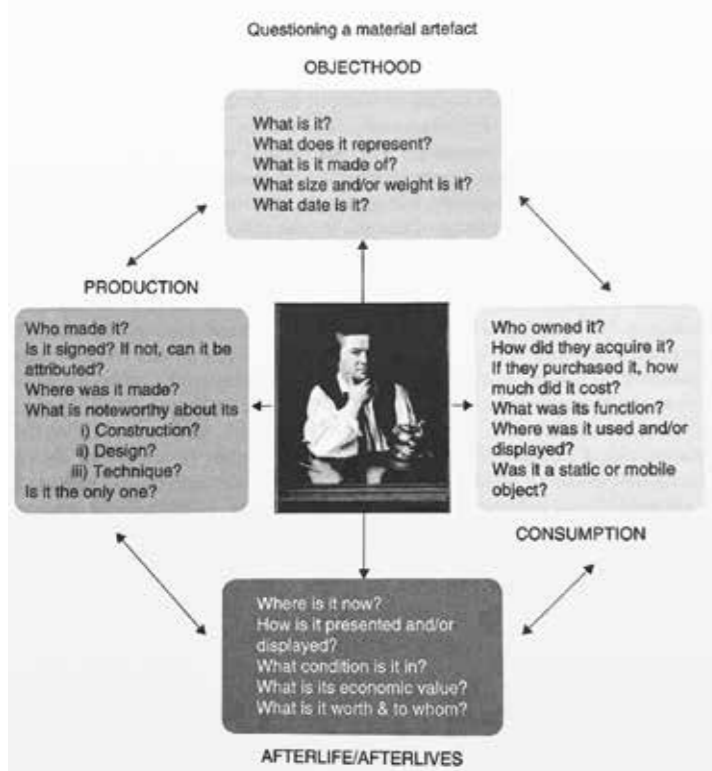 Questioning a material artefact
OBJECTHOOD
What is it?
What does it represent?
What is it made of?
What size and/or weight is it?
What date is it?
PRODUCTION
Who made it?
Is it signed? If not, can it be
attributed?
Where was it made?
What is noteworthy about its
i) Construction?
ii) Design?
iii) Technique?
Is it the only one?
Who owned it?
How did they acquire it?
If they purchased it, how
much did it cost?
What was its function?
Where was it used and/or
displayed?
Was it a static or mobile
object?
CONSUMPTION
Where is it now?
How is it presented and/or
displayed?
What condition is it in?
What is its economic value?
What is it worth & to whom?
AFTERLIFE/AFTERLIVES